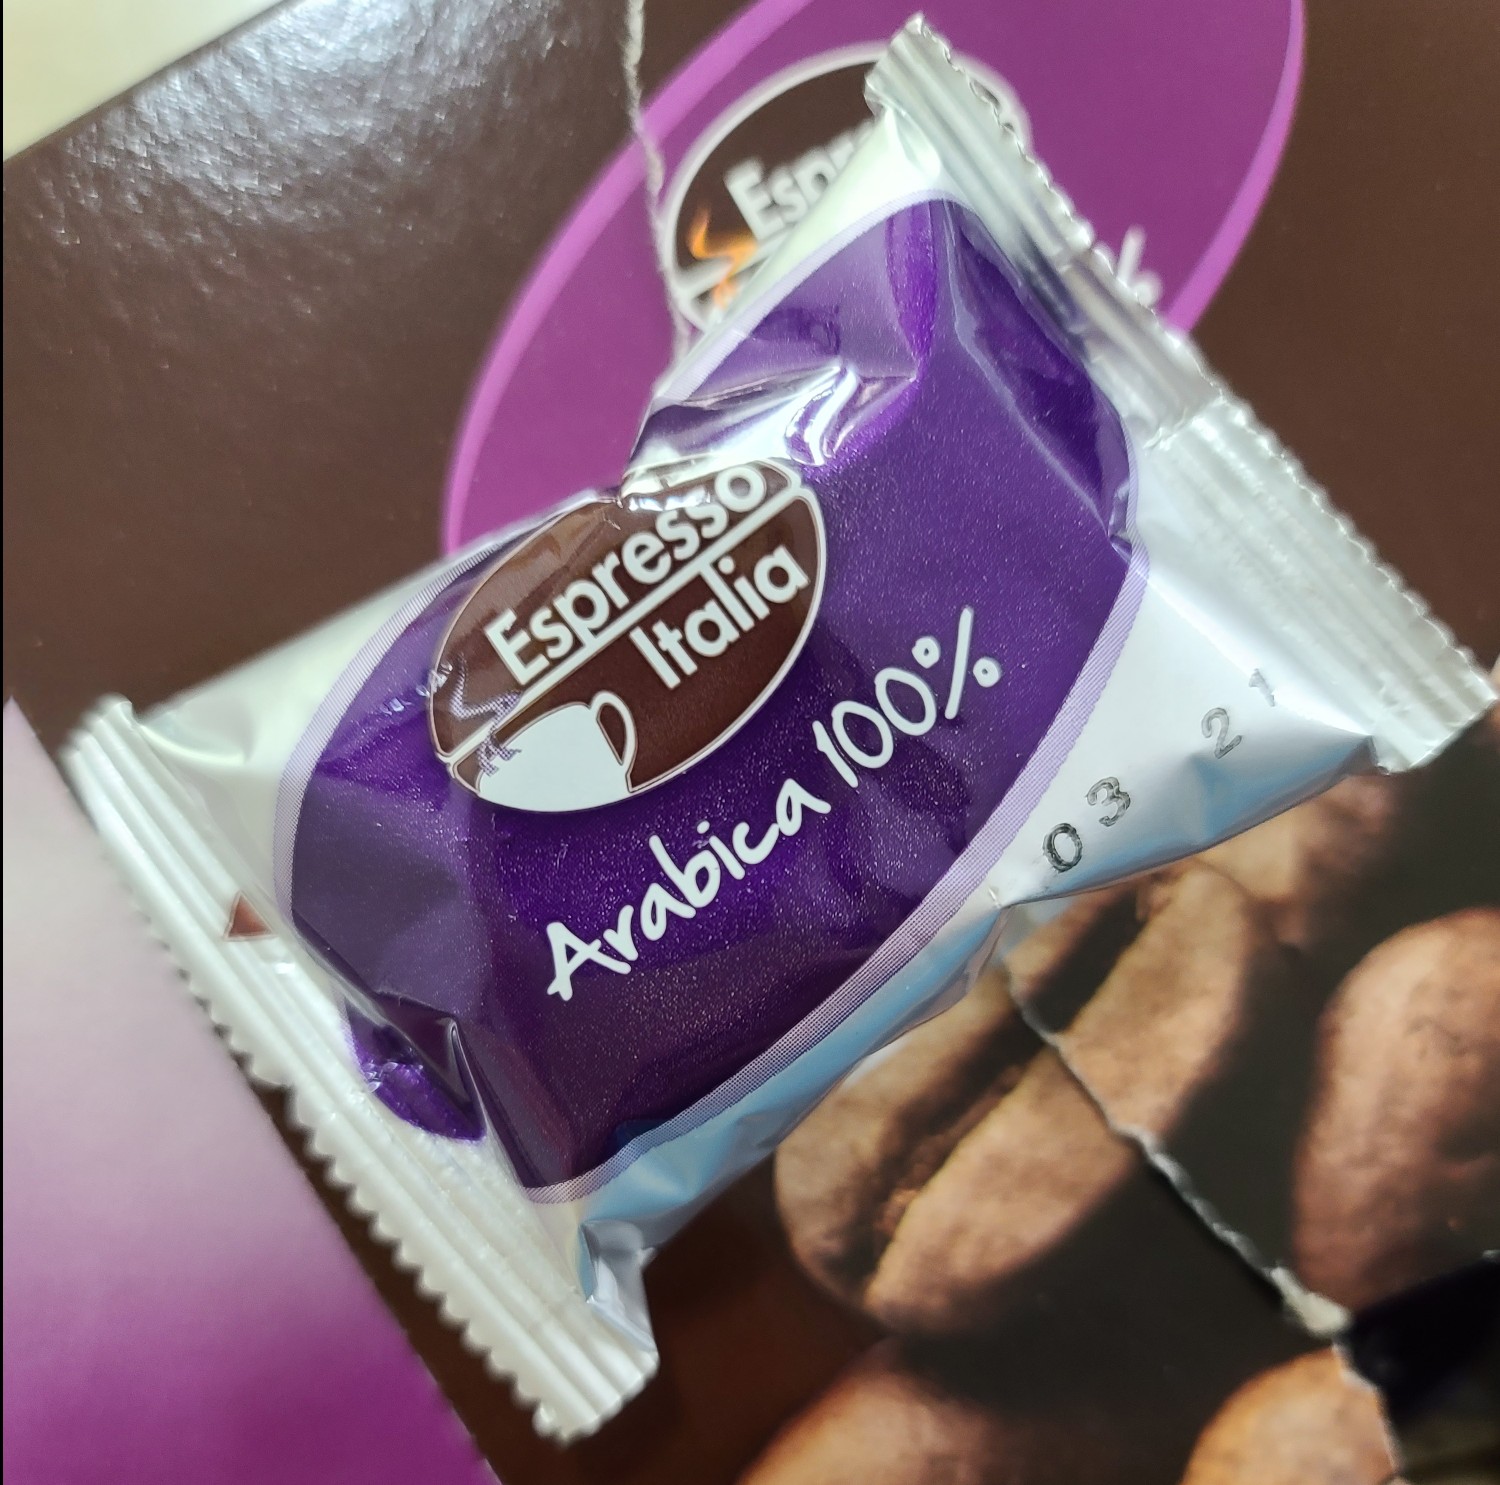 Espresso
Italia
Arabica 100%
03 21